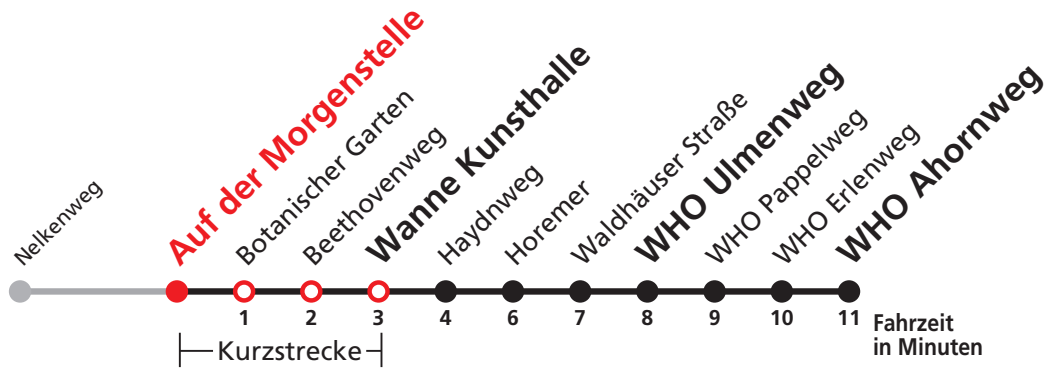 Nelkenweg
Auf der Morgenstelle
Botanischer Garten
Beethovenweg
Wanne Kunsthalle
Haydnweg
Horemer
Waldhäuser Straße
WHO Ulmenweg
WHO Pappelweg
WHO Erlenweg
WHO Ahornweg
1 2 3 4 6 7 8 9 10 11
Fahrzeit
in Minuten
Kurzstrecke